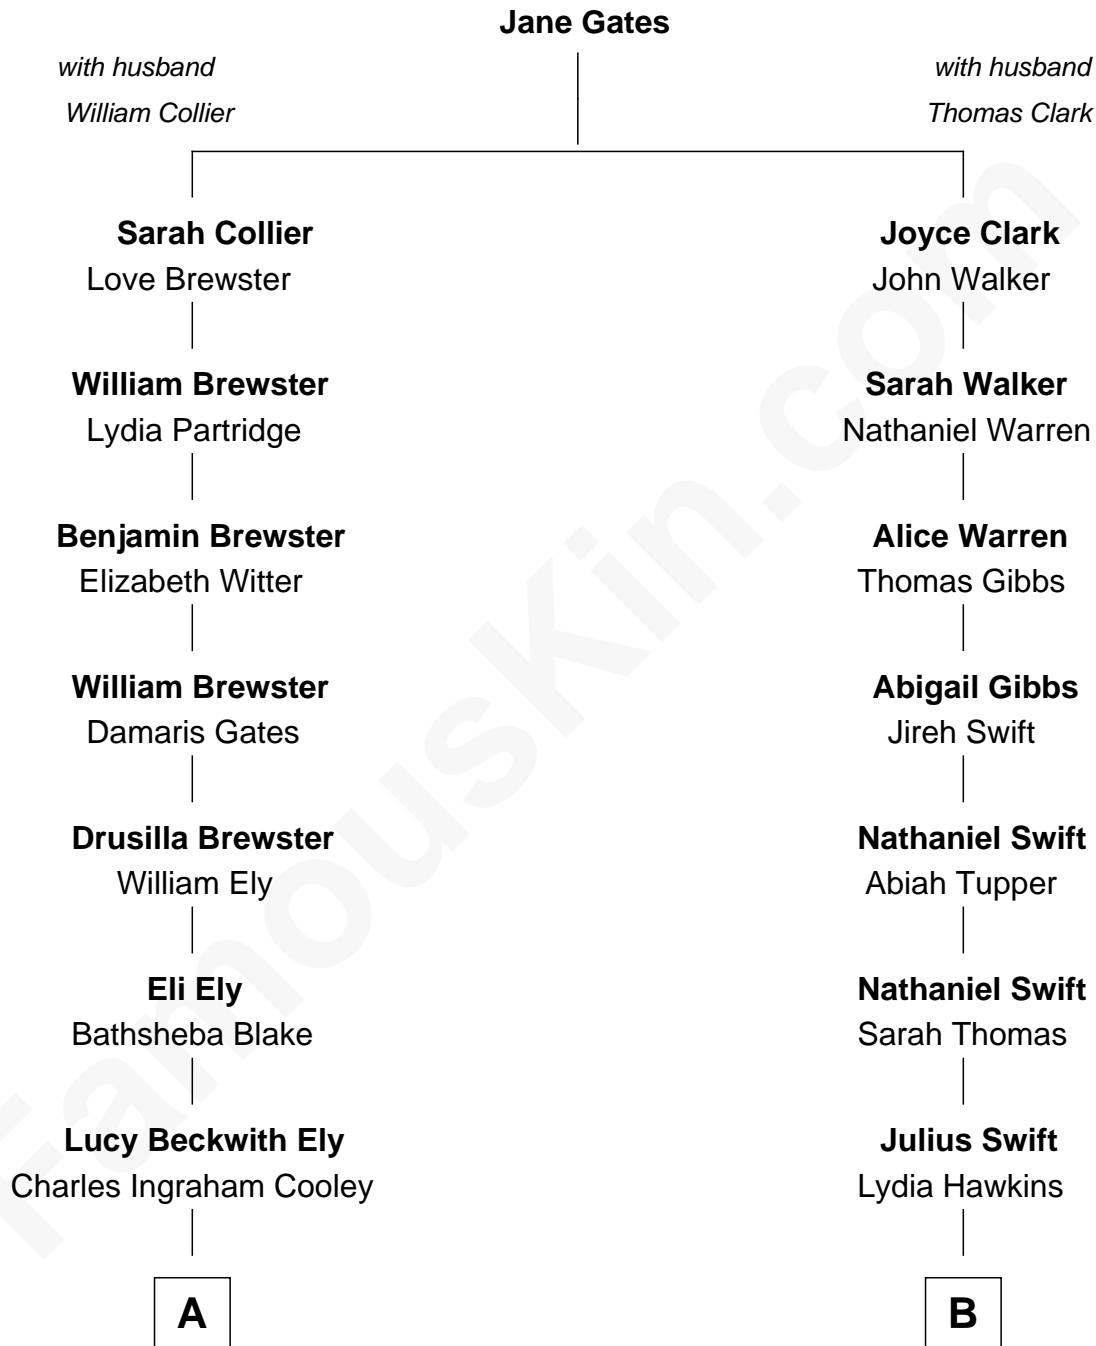 Jane Gates
with husband
William Collier
with husband
Thomas Clark
Sarah Collier
Love Brewster
Joyce Clark
John Walker
William Brewster
Lydia Partridge
Sarah Walker
Nathaniel Warren
Benjamin Brewster
Elizabeth Witter
Alice Warren
Thomas Gibbs
William Brewster
Damaris Gates
Abigail Gibbs
Jireh Swift
Drusilla Brewster
William Ely
Nathaniel Swift
Abiah Tupper
Eli Ely
Bathsheba Blake
Nathaniel Swift
Sarah Thomas
Lucy Beckwith Ely
Charles Ingraham Cooley
Julius Swift
Lydia Hawkins
A
B
FamousKin.com